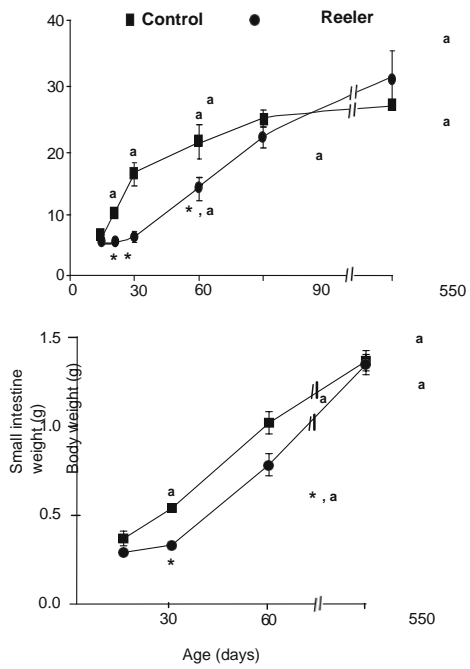 Control Reeler
40 a
30 a
a a
20 a a
a
10 * , a
* *
0
0 30 60 90 550
1.5 a
a
a
Small intestine
weight (g)
Body weight (g)
1.0
a * , a
0.5
*
0.0
30 60 550
Age (days)